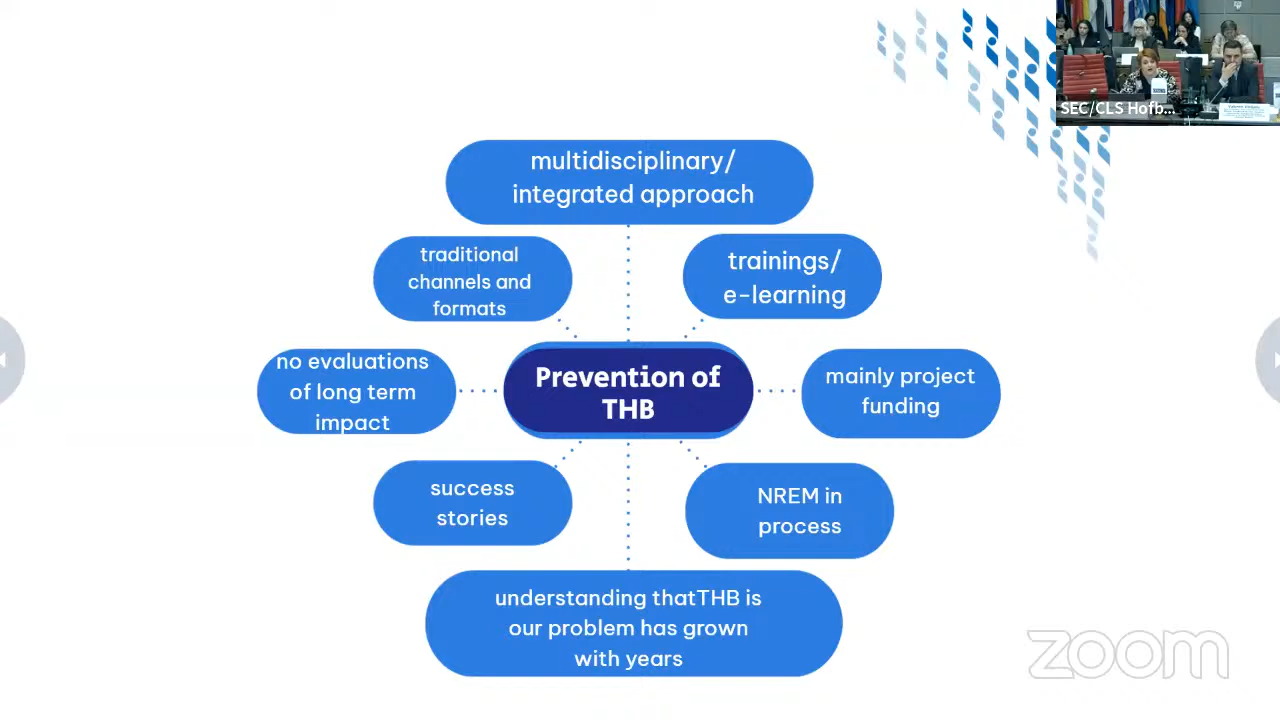 SEC/CLS Hofb...
multidisciplinary/
integrated approach
traditional
channels and
formats
trainings/
e-learning
no evaluations
of long term
impact
Prevention of
THB
mainly project
funding
success
stories
NREM in
process
understanding thatTHB is
our problem has grown
with years
zoom